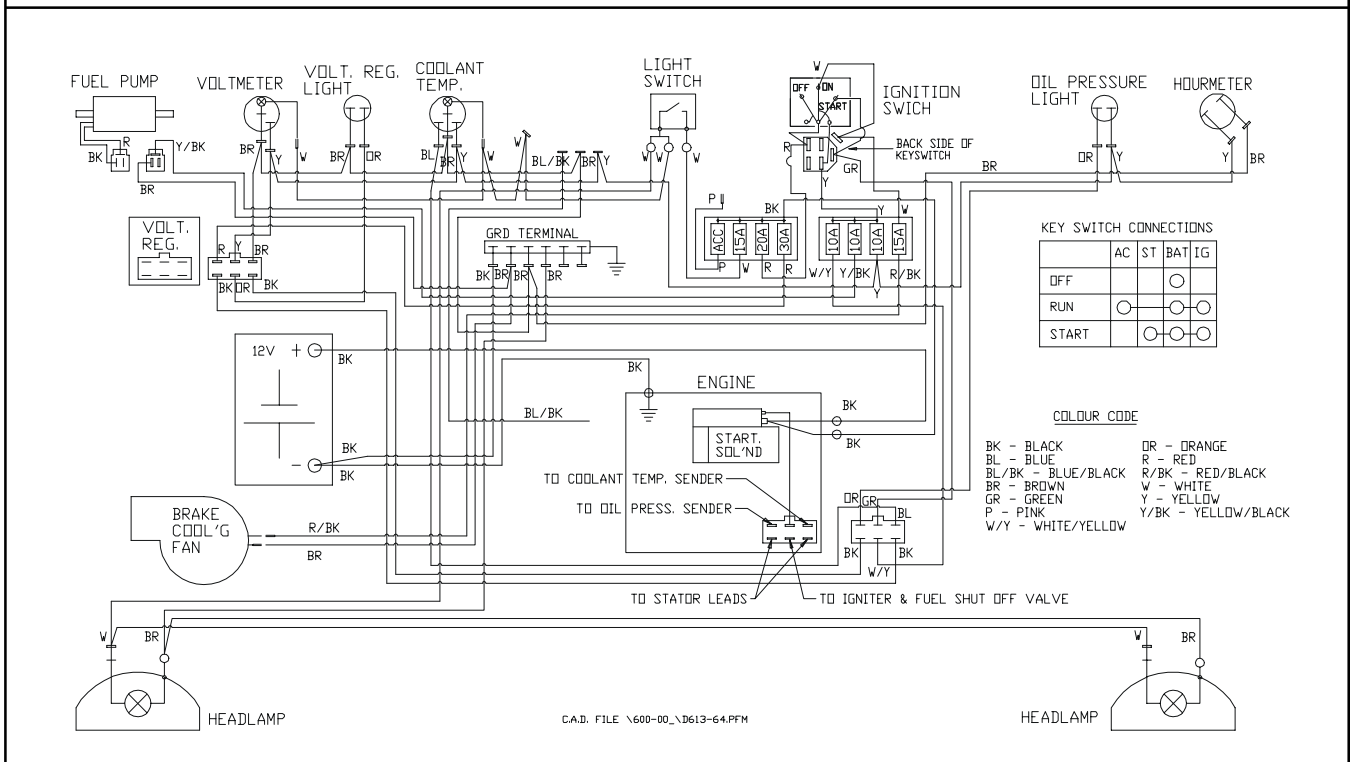 FUEL PUMP
VOLTMETER
VOLT. REG.
LIGHT
COOLANT
TEMP.
LIGHT
SWITCH
OFF
ON
START
W
IGNITION
SWICH
OIL PRESSURE
LIGHT
HOURMETER
BACK SIDE OF
KEYSWITCH
BK
R
Y/BK
BR
BR
Y
W
BR
OR
BL
BR
Y
W
W
BL/BK
BR
Y
W
W
W
R
GR
Y
OR
Y
BR
Y
BR
VOLT.
REG.
R
Y
BR
BK
OR
BK
GRD TERMINAL
BK
BR
BR
BR
P
BK
ACC
15A
20A
30A
P
W
R
R
Y
W
10A
10A
10A
15A
W/Y
Y/BK
Y
R/BK
KEY SWITCH CONNECTIONS
AC ST BAT IG
OFF
RUN
START
12V + BK
- BK
BK
BK
ENGINE
BL/BK
START.
SOL'ND
BK
BK
TO COOLANT TEMP. SENDER
TO OIL PRESS. SENDER
OR
GR
BL
BK
BK
W/Y
TO STATOR LEADS
TO IGNITER & FUEL SHUT OFF VALVE
COLOUR CODE
BK - BLACK
BL - BLUE
BL/BK - BLUE/BLACK
BR - BROWN
GR - GREEN
P - PINK
W/Y - WHITE/YELLOW
OR - ORANGE
R - RED
R/BK - RED/BLACK
W - WHITE
Y - YELLOW
Y/BK - YELLOW/BLACK
BRAKE
COOL'G
FAN
R/BK
BR
W
BR
HEADLAMP
C.A.D. FILE \600-00_\D613-64.PFM
W
BR
HEADLAMP